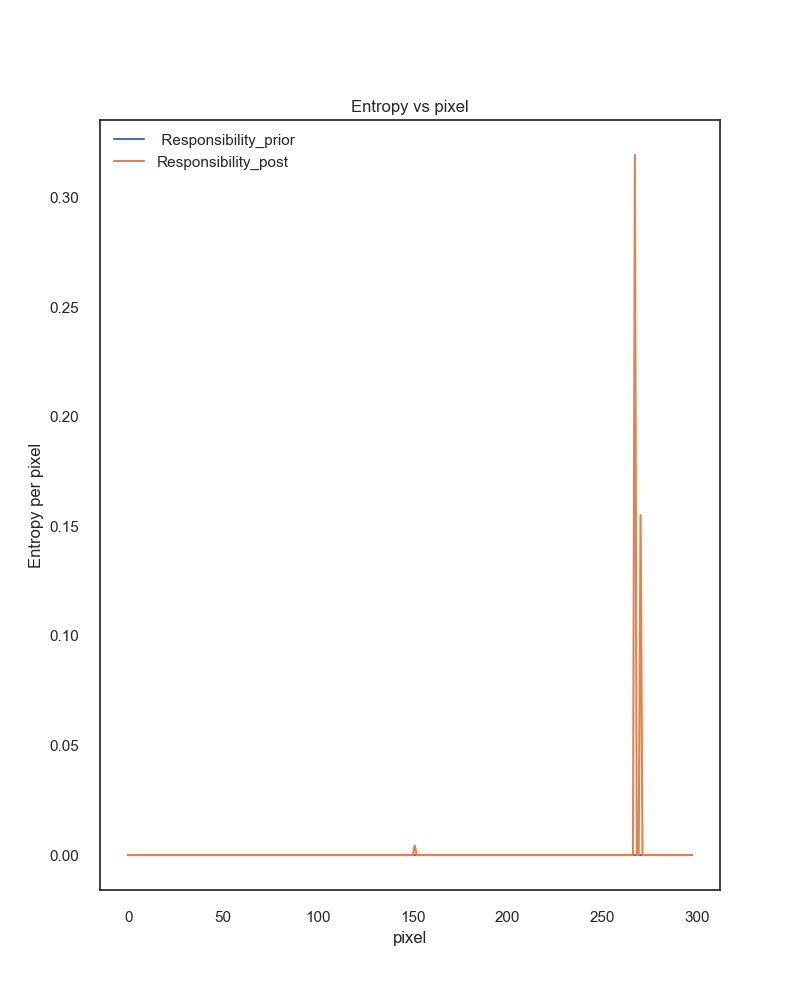 Entropy vs pixel
Responsibility_prior
Responsibility_post
0.30
0.25
0.20
0.15
0.10
0.05
0.00
Entropy per pixel
0 50 100 150 200 250 300
pixel